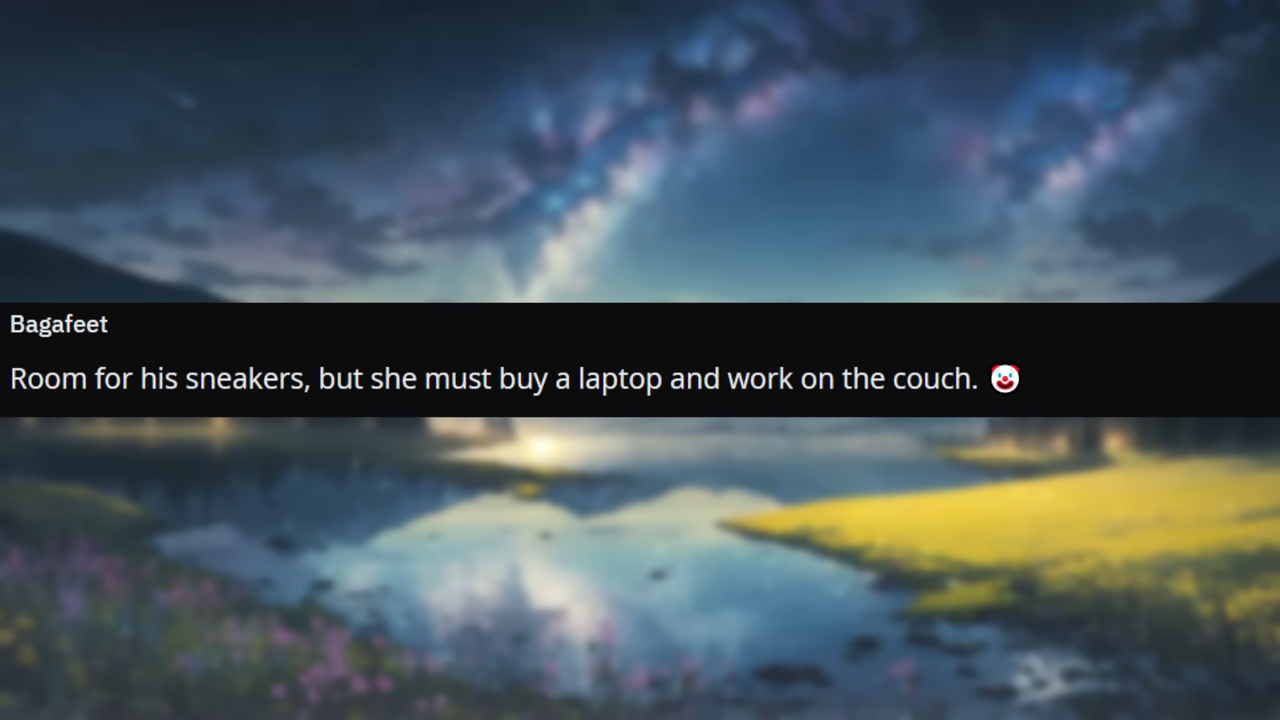 Bagafeet
Room for his sneakers, but she must buy a laptop and work on the couch. 🤡